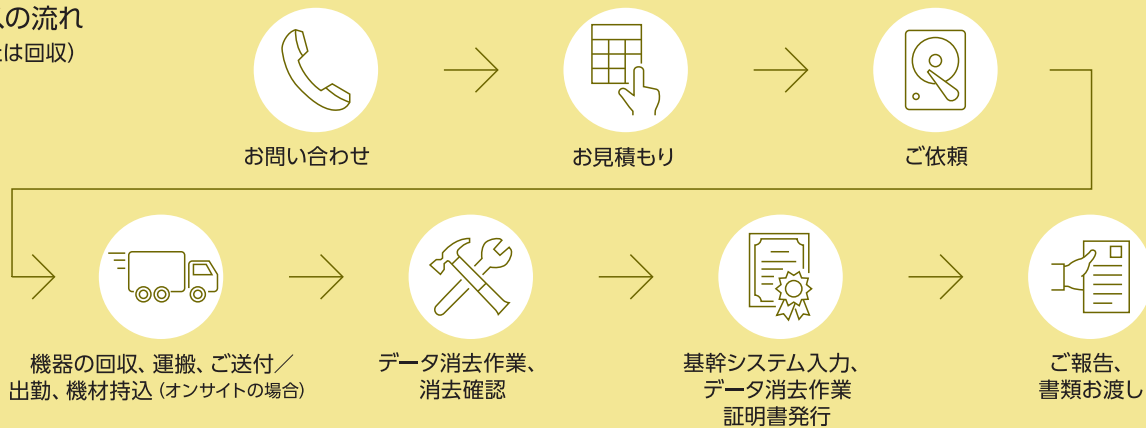 の流れ
は回収）
お問い合わせ
お見積もり
ご依頼
機器の回収、運搬、ご送付／
出勤、機材持込（オンサイトの場合）
データ消去作業、
消去確認
基幹システム入力、
データ消去作業
証明書発行
ご報告、
書類お渡し